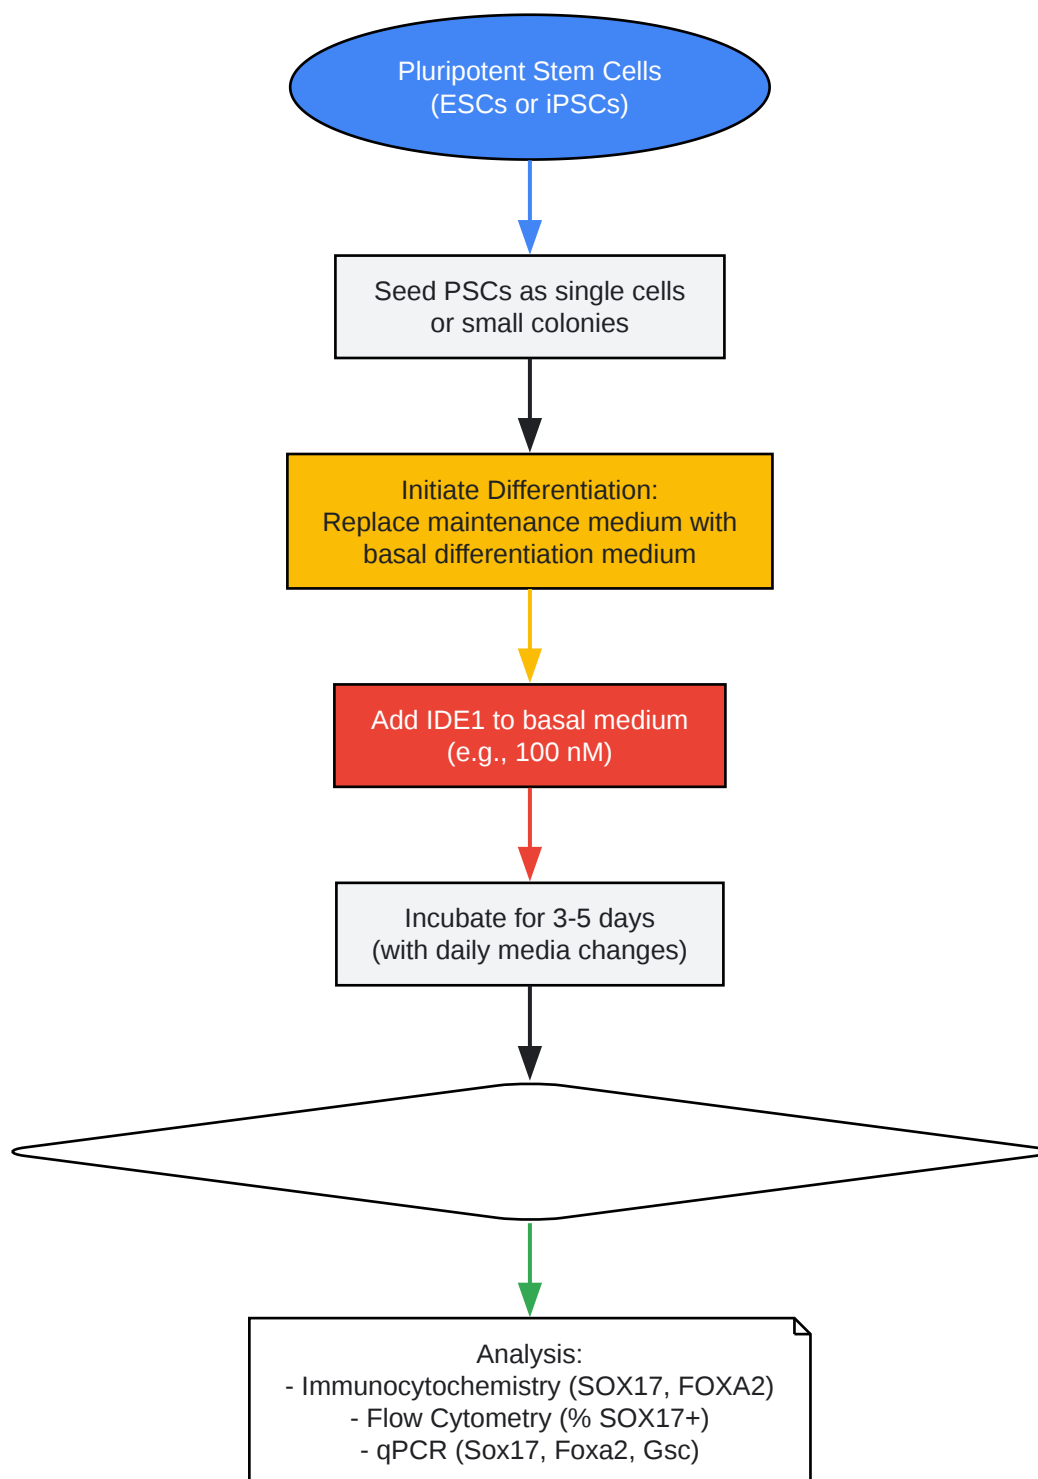 Pluripotent Stem Cells
(ESCs or iPSCs)
Seed PSCs as single cells
or small colonies
Initiate Differentiation:
Replace maintenance medium with
basal differentiation medium
Add IDE1 to basal medium
(e.g., 100 nM)
Incubate for 3-5 days
(with daily media changes)
Analysis:
- Immunocytochemistry (SOX17, FOXA2)
- Flow Cytometry (% SOX17+)
- qPCR (Sox17, Foxa2, Gsc)